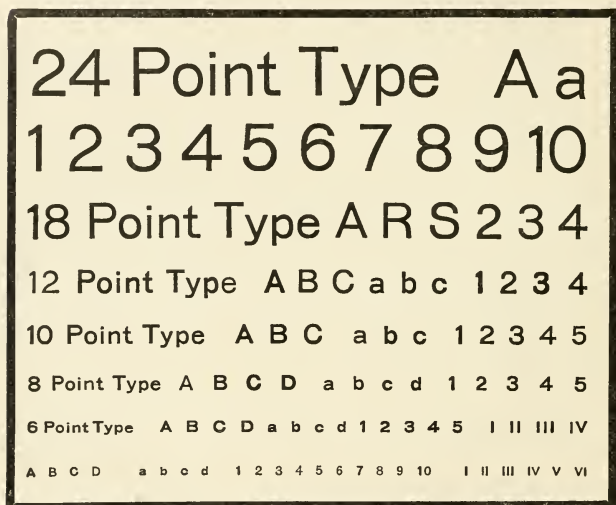 24 Point Type A a
1 2 3 4 5 6 7 8 9 10
18 Point Type A R S 2 3 4
12 Point Type A B C a b c 1 2 3 4
10 Point Type A B C a b c 1 2 3 4 5
8 Point Type A B C D a b c d 1 2 3 4 5
6 Point Type A B C D a b c d 1 2 3 4 5 I II III IV
A B C D a b c d 1 2 3 4 5 6 7 8 9 10 I II III IV V VI